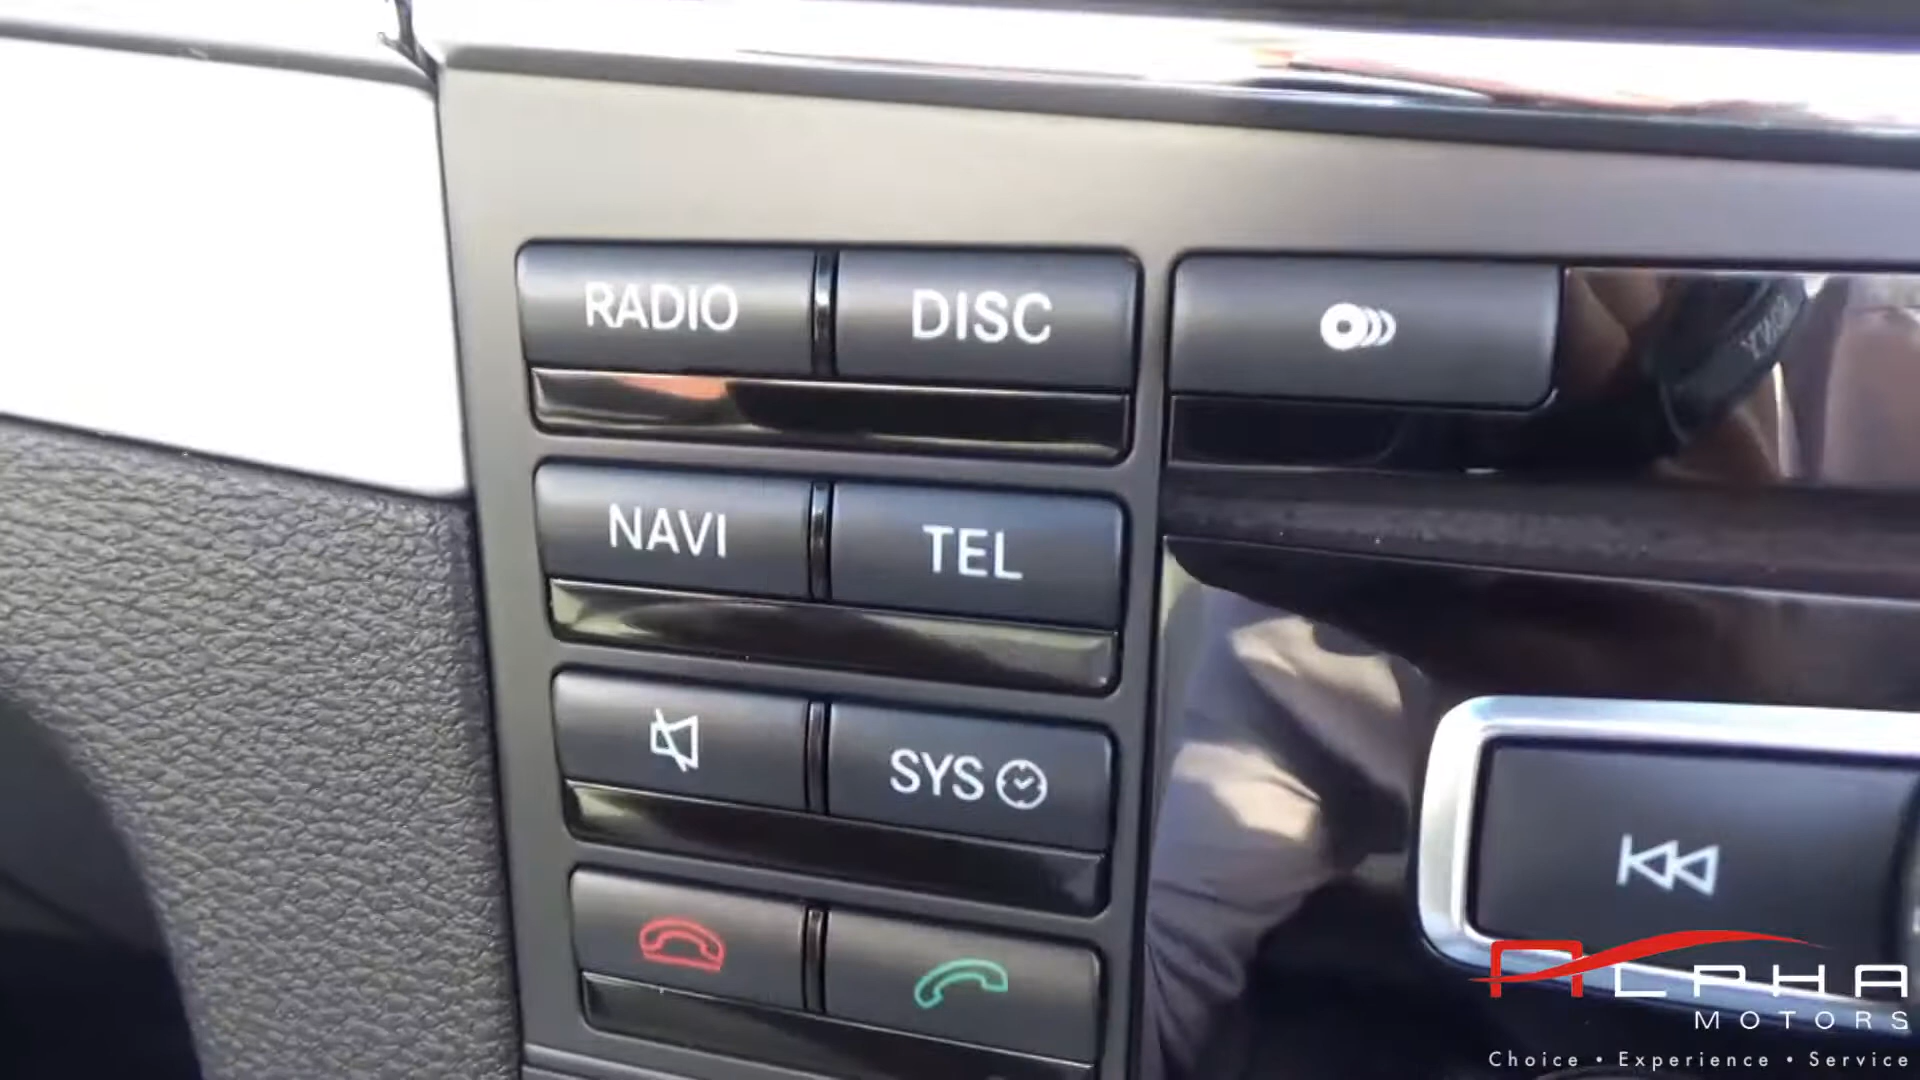 RADIO DISC
NAVI TEL
SYS
ALPHA
MOTORS
Choice • Experience • Service